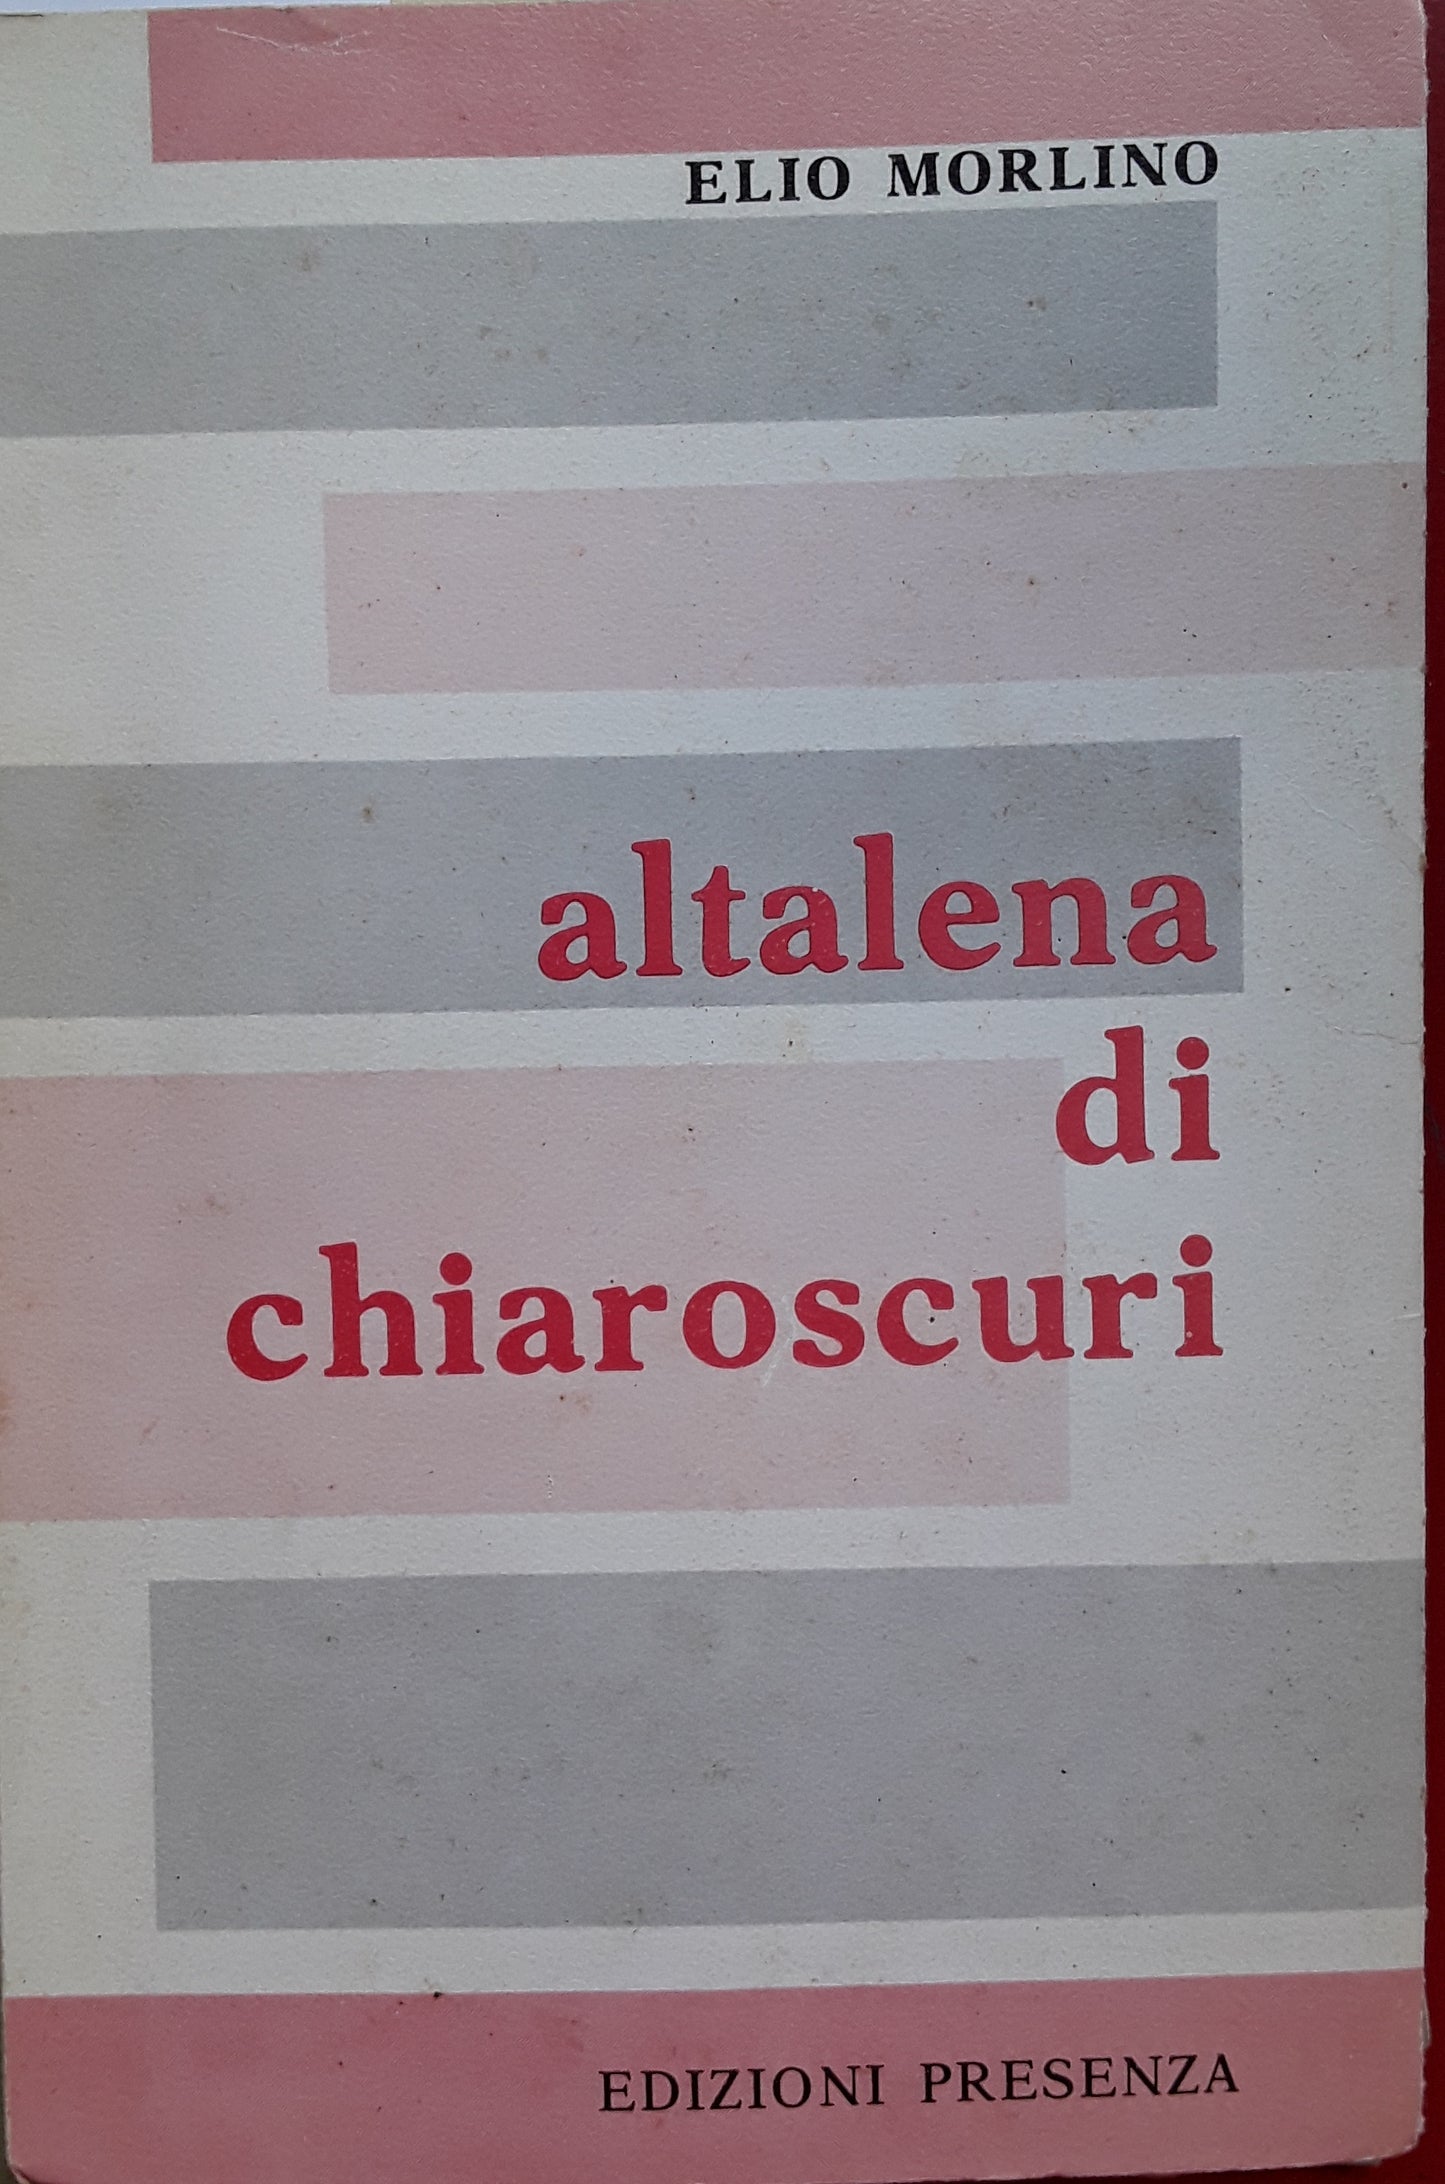 ELIO MORLINO
altalena
di
chiaroscuri
EDIZIONI PRESENZA